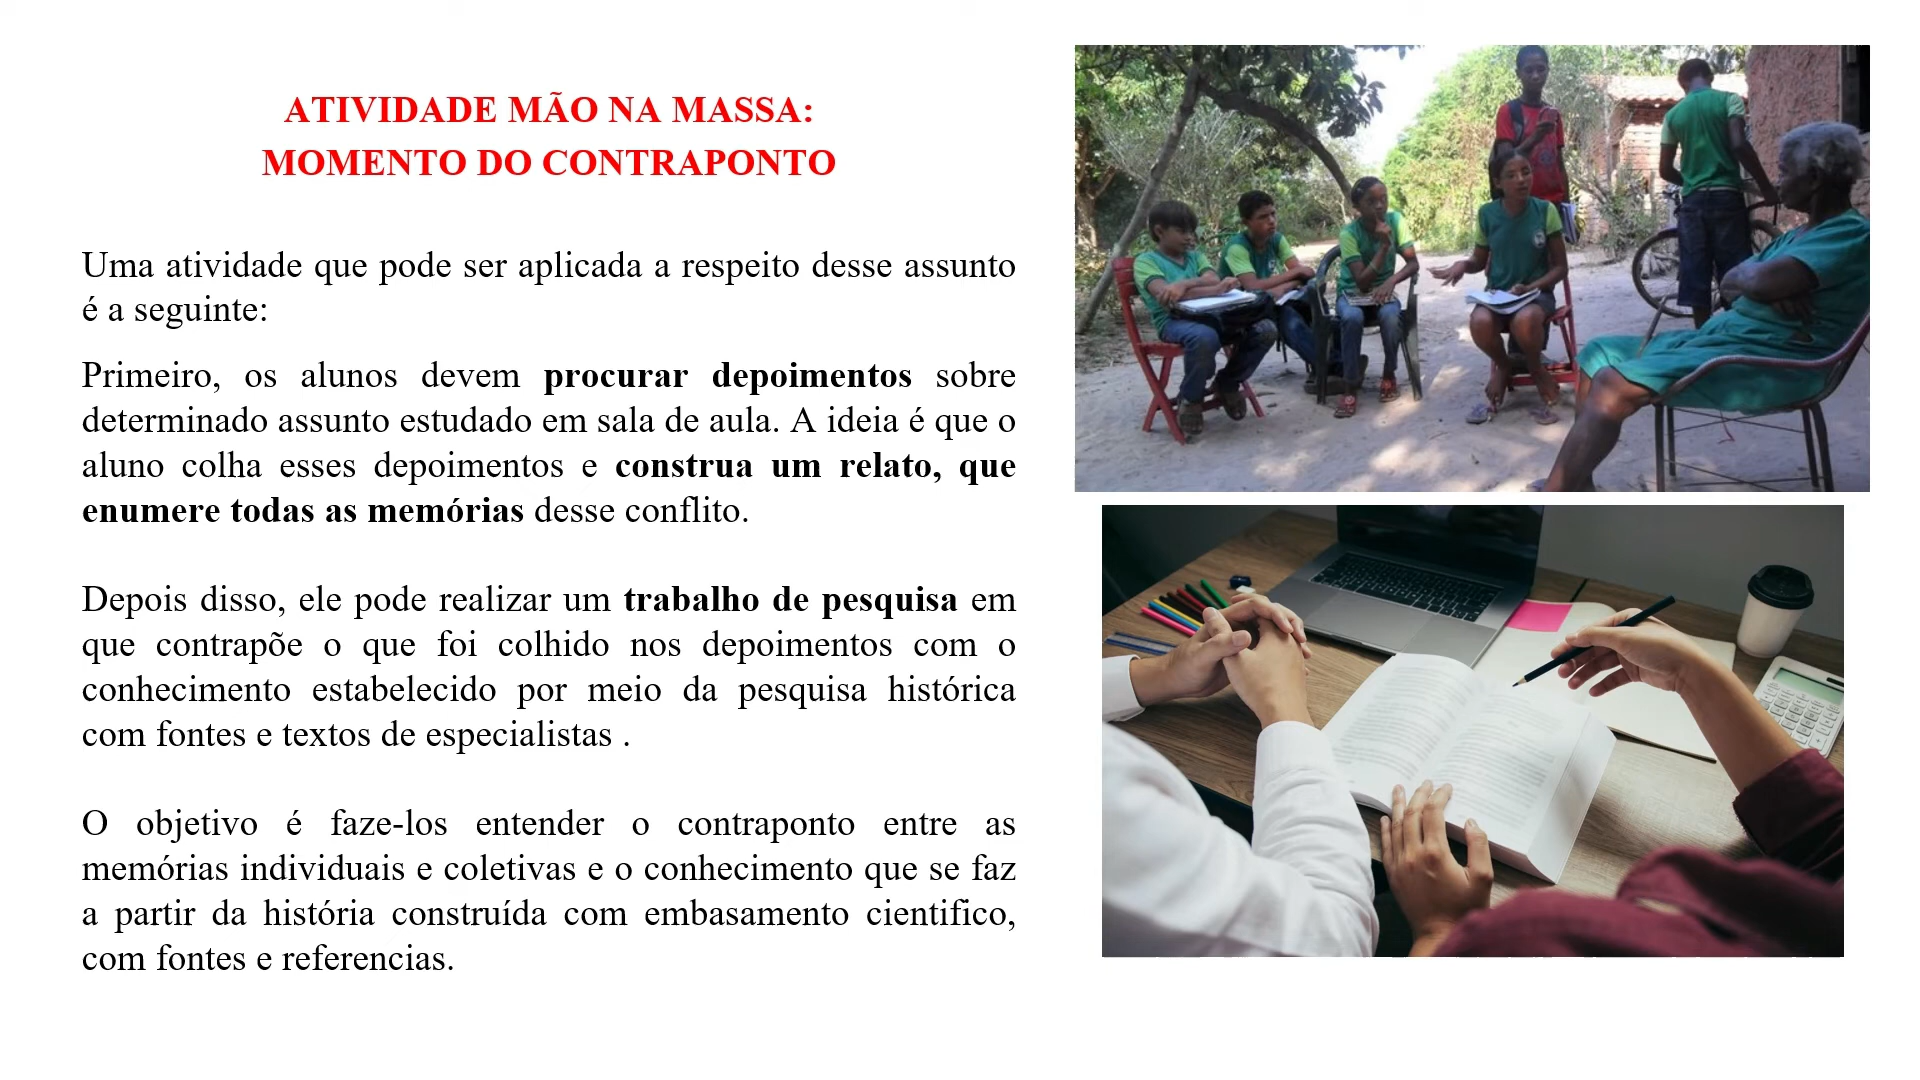 ATIVIDADE MÃO NA MASSA:
MOMENTO DO CONTRAPONTO
Uma atividade que pode ser aplicada a respeito desse assunto
é a seguinte:
Primeiro, os alunos devem procurar depoimentos sobre
determinado assunto estudado em sala de aula. A ideia é que o
aluno colha esses depoimentos e construa um relato, que
enumere todas as memórias desse conflito.
Depois disso, ele pode realizar um trabalho de pesquisa em
que contrapõe o que foi colhido nos depoimentos com o
conhecimento estabelecido por meio da pesquisa histórica
com fontes e textos de especialistas .
O objetivo é faze-los entender o contraponto entre as
memórias individuais e coletivas e o conhecimento que se faz
a partir da história construída com embasamento cientifico,
com fontes e referencias.